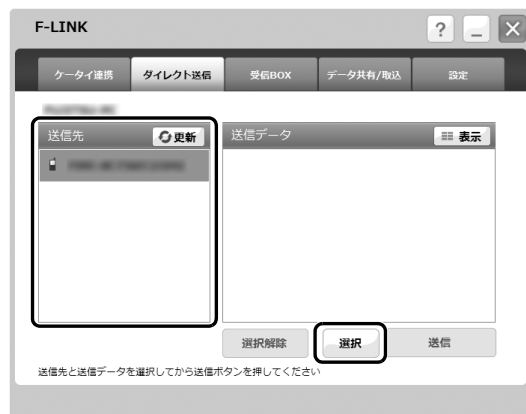 F-LINK
?
ケータイ連携 ダイレクト送信 受信BOX データ共有/取込 設定
送信先 更新 送信データ 表示
選択解除 選択 送信
送信先と送信データを選択してから送信ボタンを押してください